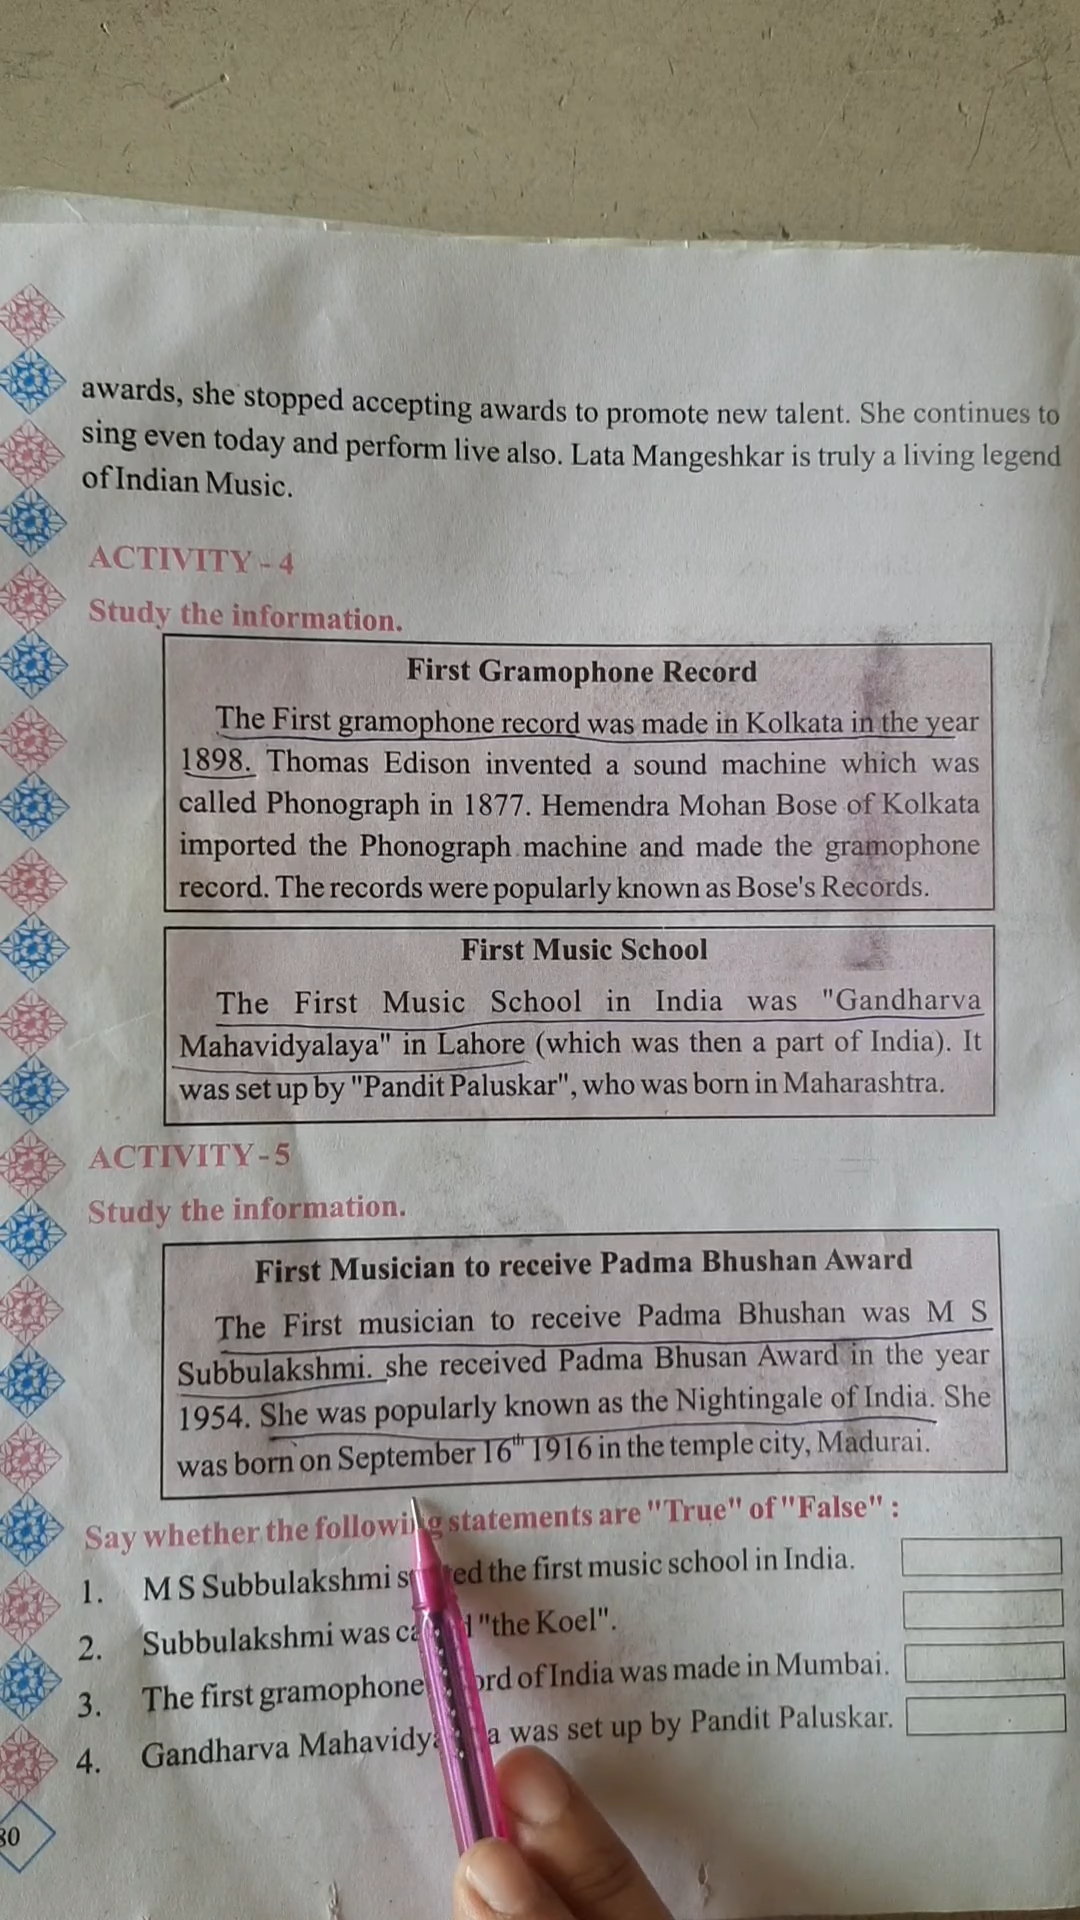 awards, she stopped accepting awards to promote new talent. She continues to
sing even today and perform live also. Lata Mangeshkar is truly a living legend
of Indian Music.
ACTIVITY - 4
Study the information.
First Gramophone Record
The First gramophone record was made in Kolkata in the year
1898. Thomas Edison invented a sound machine which was
called Phonograph in 1877. Hemendra Mohan Bose of Kolkata
imported the Phonograph machine and made the gramophone
record. The records were popularly known as Bose's Records.
First Music School
The First Music School in India was "Gandharva
Mahavidyalaya" in Lahore (which was then a part of India). It
was set up by "Pandit Paluskar", who was born in Maharashtra.
ACTIVITY - 5
Study the information.
First Musician to receive Padma Bhushan Award
The First musician to receive Padma Bhushan was M S
Subbulakshmi. she received Padma Bhusan Award in the year
1954. She was popularly known as the Nightingale of India. She
was born on September 16th 1916 in the temple city, Madurai.
Say whether the following statements are "True" of "False" :
1. M S Subbulakshmi the first music school in India.
2. Subbulakshmi was "the Koel".
3. The first gramophone of India was made in Mumbai.
4. Gandharva was set up by Pandit Paluskar.